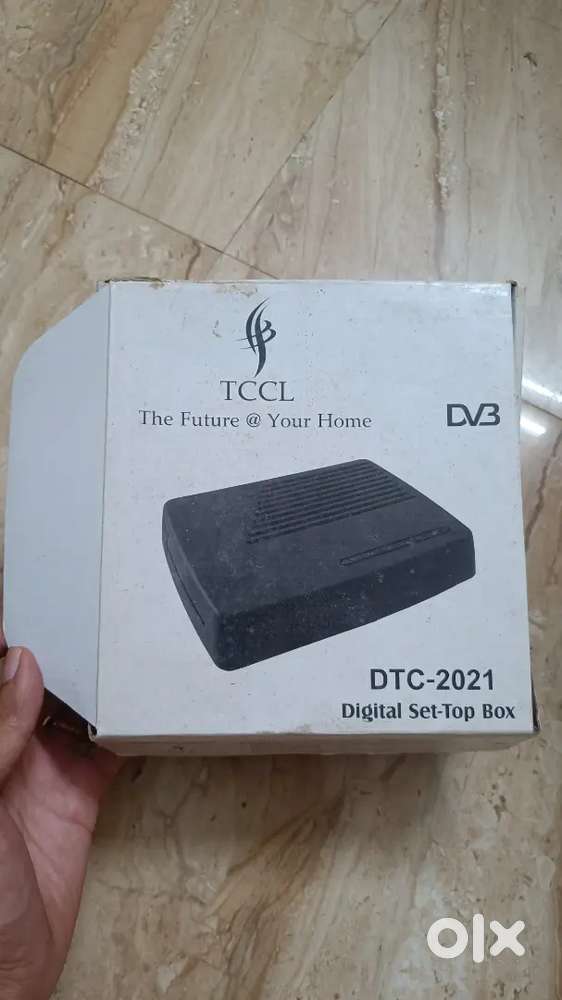 TCCL
The Future @ Your Home
DVB
DTC-2021
Digital Set-Top Box
olx